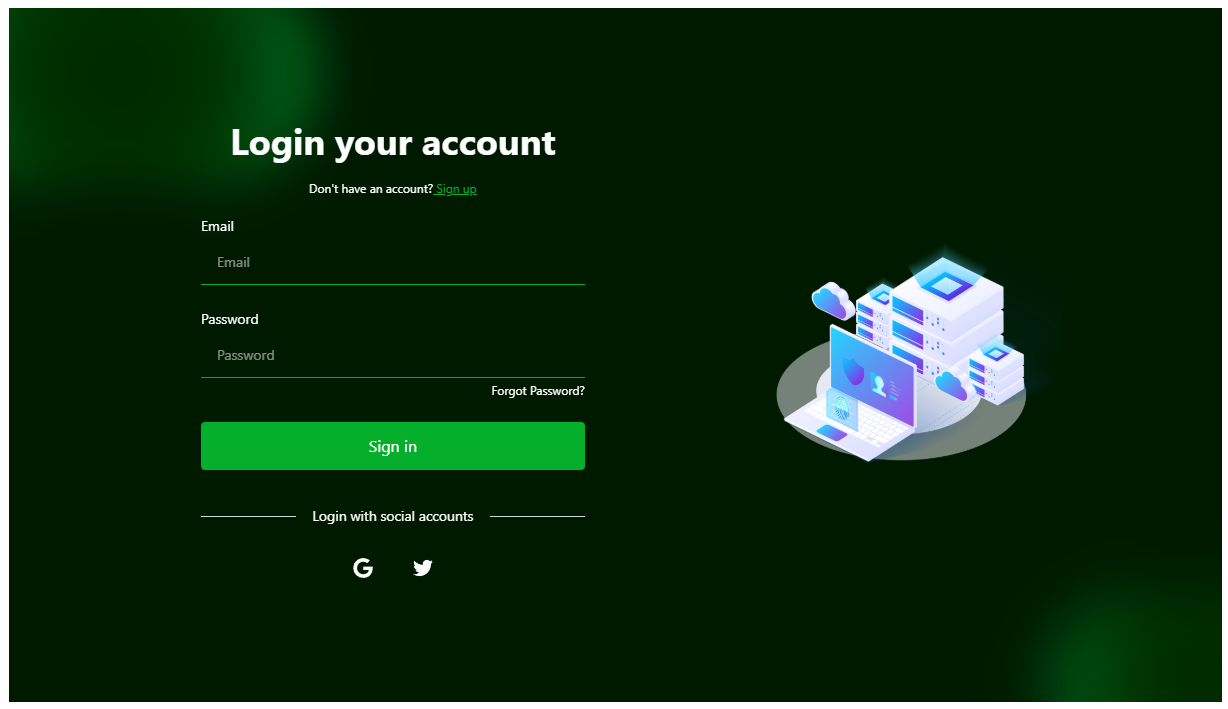 Login your account
Don't have an account? Sign up
Email
Email
Password
Password
Forgot Password?
Sign in
Login with social accounts